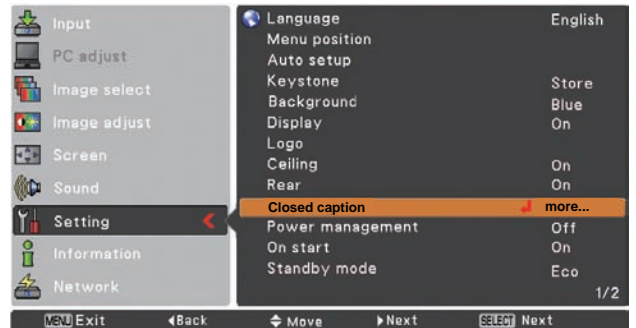 Input
PC adjust
Image select
Image adjust
Screen
Sound
Setting
Information
Network
Language English
Menu position
Auto setup
Keystone Store
Background Blue
Display On
Logo
Ceiling On
Rear On
Closed caption more...
Power management Off
On start On
Standby mode Eco
1/2
MENU Exit Back Move Next SELECT Next